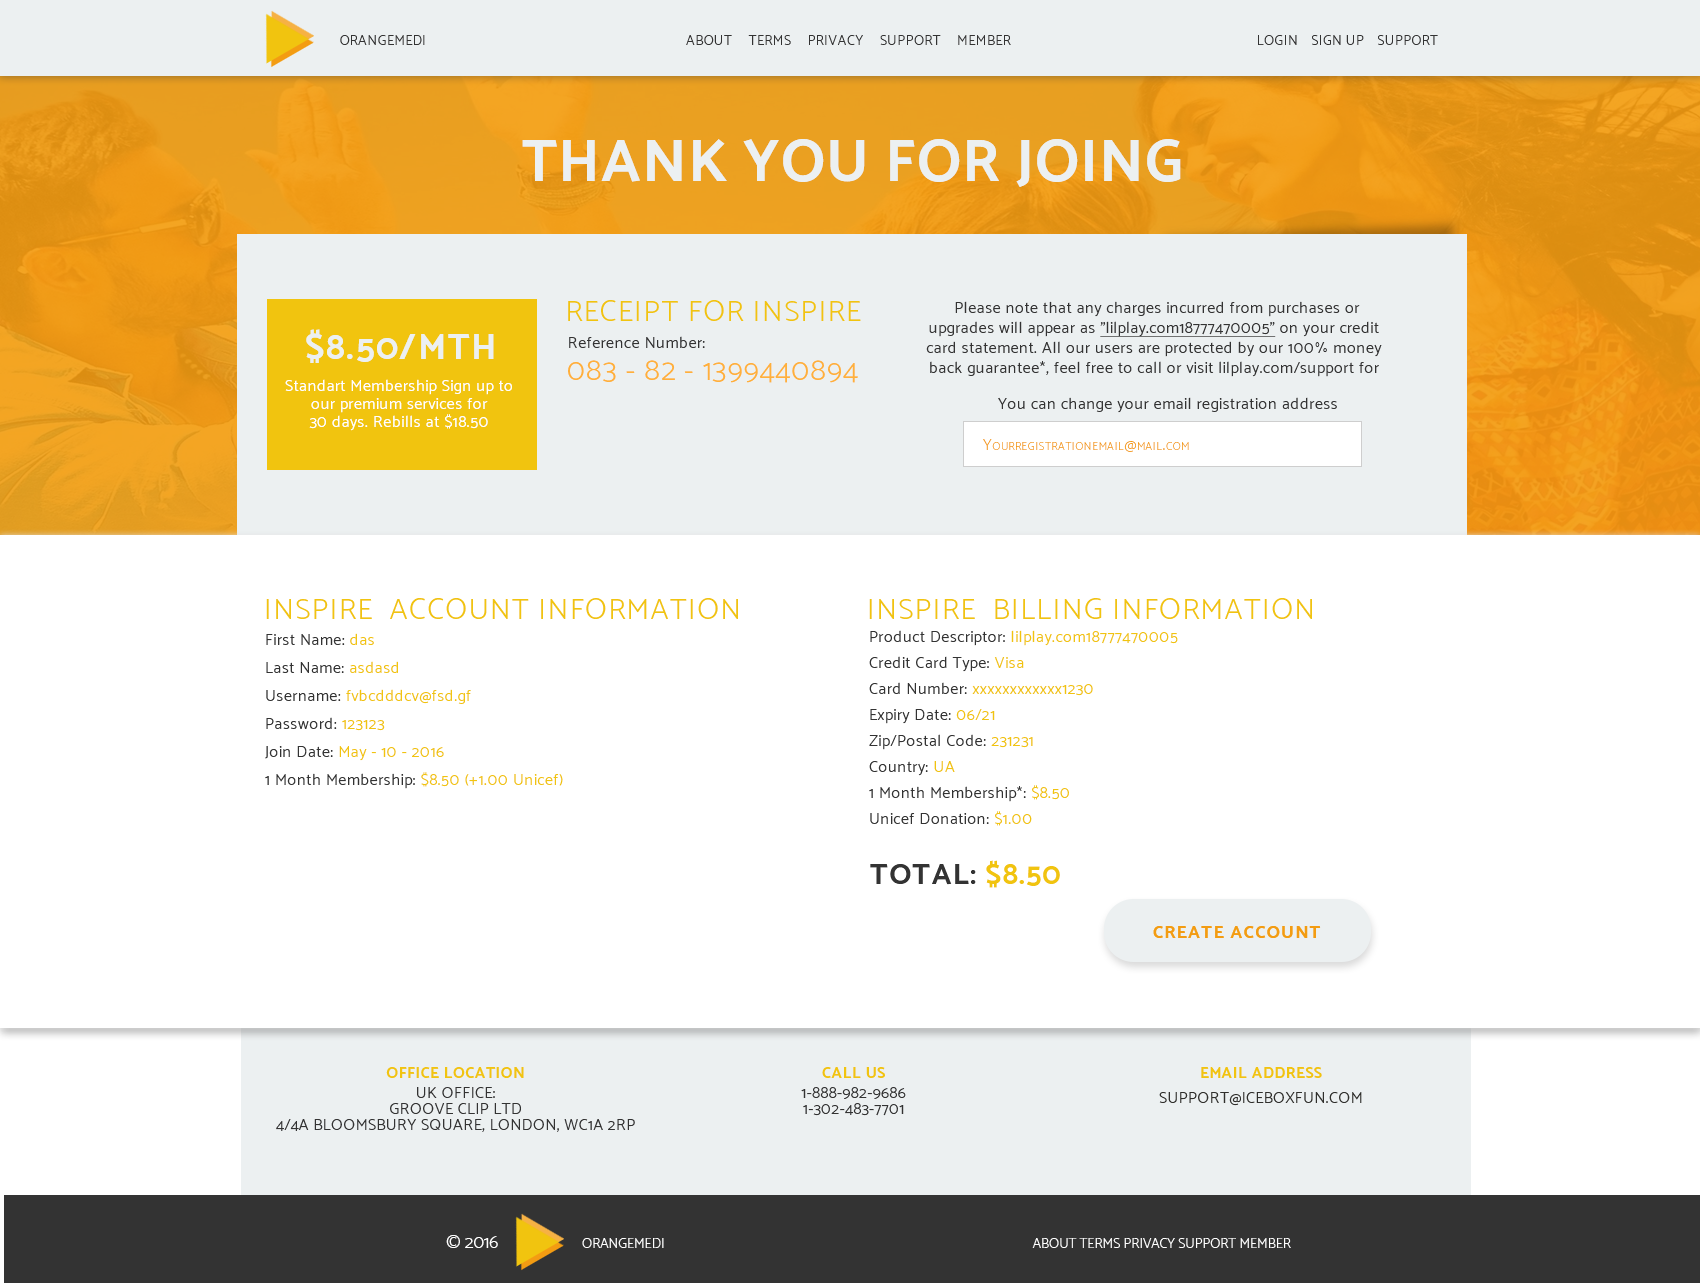 ORANGEMEDI
ABOUT TERMS PRIVACY SUPPORT MEMBER
LOGIN SIGN UP SUPPORT
THANK YOU FOR JOING
$8.50/MTH
Standart Membership Sign up to
our premium services for
30 days. Rebills at $18.50
RECEIPT FOR INSPIRE
Reference Number:
083 - 82 - 1399440894
Please note that any charges incurred from purchases or
upgrades will appear as "lilplay.com18777470005" on your credit
card statement. All our users are protected by our 100% money
back guarantee*, feel free to call or visit lilplay.com/support for
You can change your email registration address
Yourregistrationemail@mail.com
INSPIRE ACCOUNT INFORMATION
First Name: das
Last Name: asdasd
Username: fvbcdddcv@fsd.gf
Password: 123123
Join Date: May - 10 - 2016
1 Month Membership: $8.50 (+1.00 Unicef)
INSPIRE BILLING INFORMATION
Product Descriptor: lilplay.com18777470005
Credit Card Type: Visa
Card Number: xxxxxxxxxxxx1230
Expiry Date: 06/21
Zip/Postal Code: 231231
Country: UA
1 Month Membership*: $8.50
Unicef Donation: $1.00
TOTAL: $8.50
CREATE ACCOUNT
OFFICE LOCATION
UK OFFICE:
GROOVE CLIP LTD
4/4A BLOOMSBURY SQUARE, LONDON, WC1A 2RP
CALL US
1-888-982-9686
1-302-483-7701
EMAIL ADDRESS
SUPPORT@ICEBOXFUN.COM
© 2016 ORANGEMEDI
ABOUT TERMS PRIVACY SUPPORT MEMBER